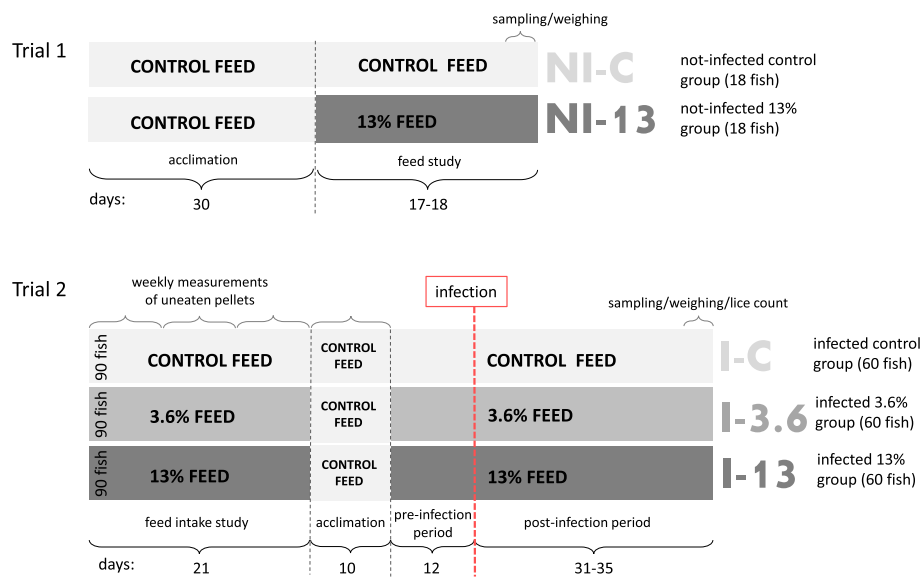 sampling/weighing
Trial 1
CONTROL FEED
CONTROL FEED
NI-C
not-infected control
group (18 fish)
CONTROL FEED
13% FEED
NI-13
not-infected 13%
group (18 fish)
acclimation
feed study
days:
30
17-18
Trial 2
weekly measurements
of uneaten pellets
infection
sampling/weighing/lice count
90 fish
CONTROL FEED
CONTROL
FEED
CONTROL FEED
I-C
infected control
group (60 fish)
90 fish
3.6% FEED
CONTROL
FEED
3.6% FEED
I-3.6
infected 3.6%
group (60 fish)
90 fish
13% FEED
CONTROL
FEED
13% FEED
I-13
infected 13%
group (60 fish)
feed intake study
acclimation
pre-infection
period
post-infection period
days:
21
10
12
31-35